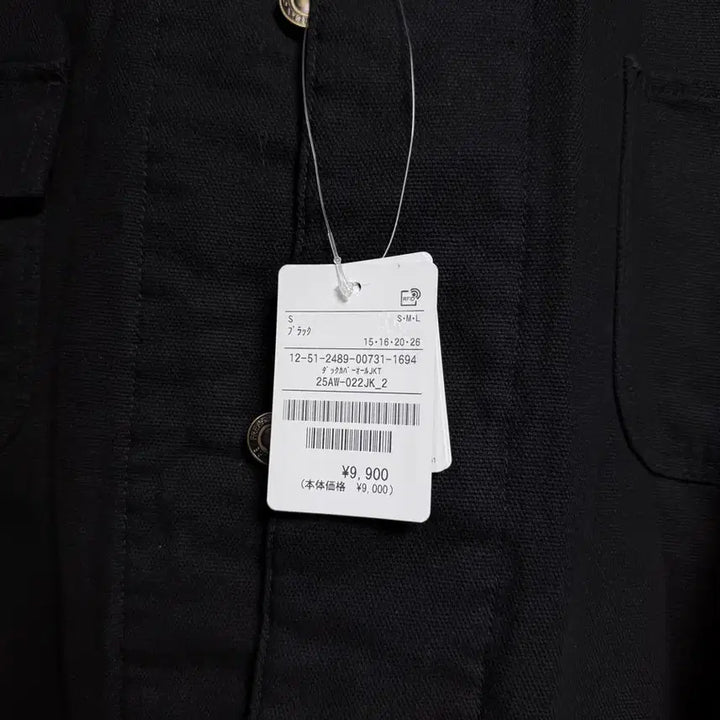 RFID
S S・M・L
ブラック
15・16・20・26
12-51-2489-00731-1694
ダックカバーオールJKT
25AW-022JK_2
¥9,900
(本体価格 ¥9,000)